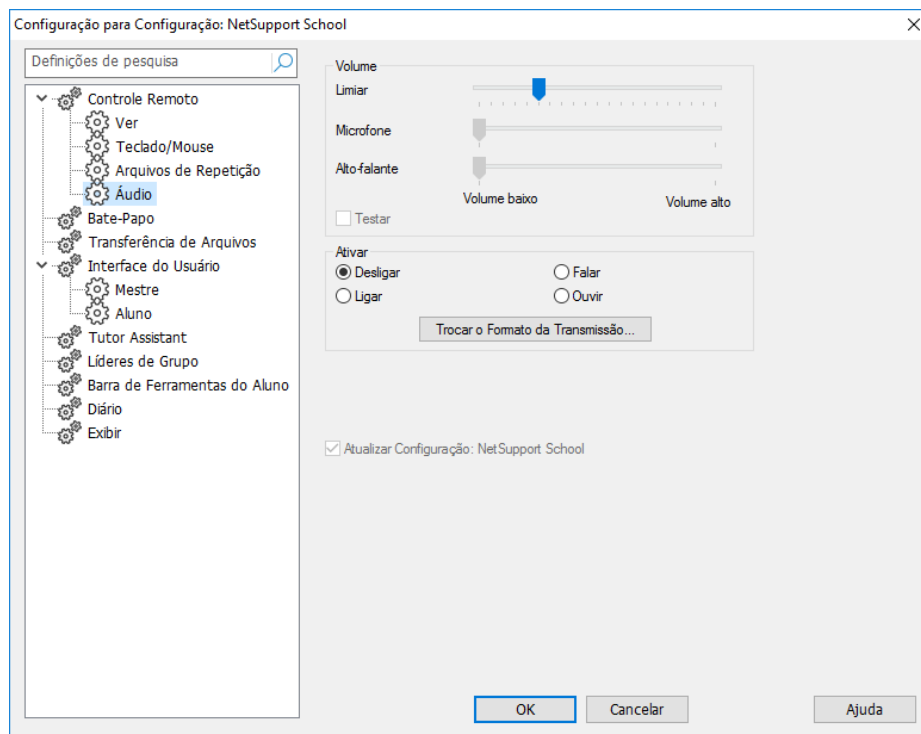 Configuração para Configuração: NetSupport School
Definições de pesquisa
Controle Remoto
Ver
Teclado/Mouse
Arquivos de Repetição
Áudio
Bate-Papo
Transferência de Arquivos
Interface do Usuário
Mestre
Aluno
Tutor Assistant
Líderes de Grupo
Barra de Ferramentas do Aluno
Diário
Exibir
Volume
Limiar
Microfone
Alto-falante
Volume baixo Volume alto
Testar
Ativar
Desligar Falar
Ligar Ouvir
Trocar o Formato da Transmissão...
Atualizar Configuração: NetSupport School
OK Cancelar Ajuda